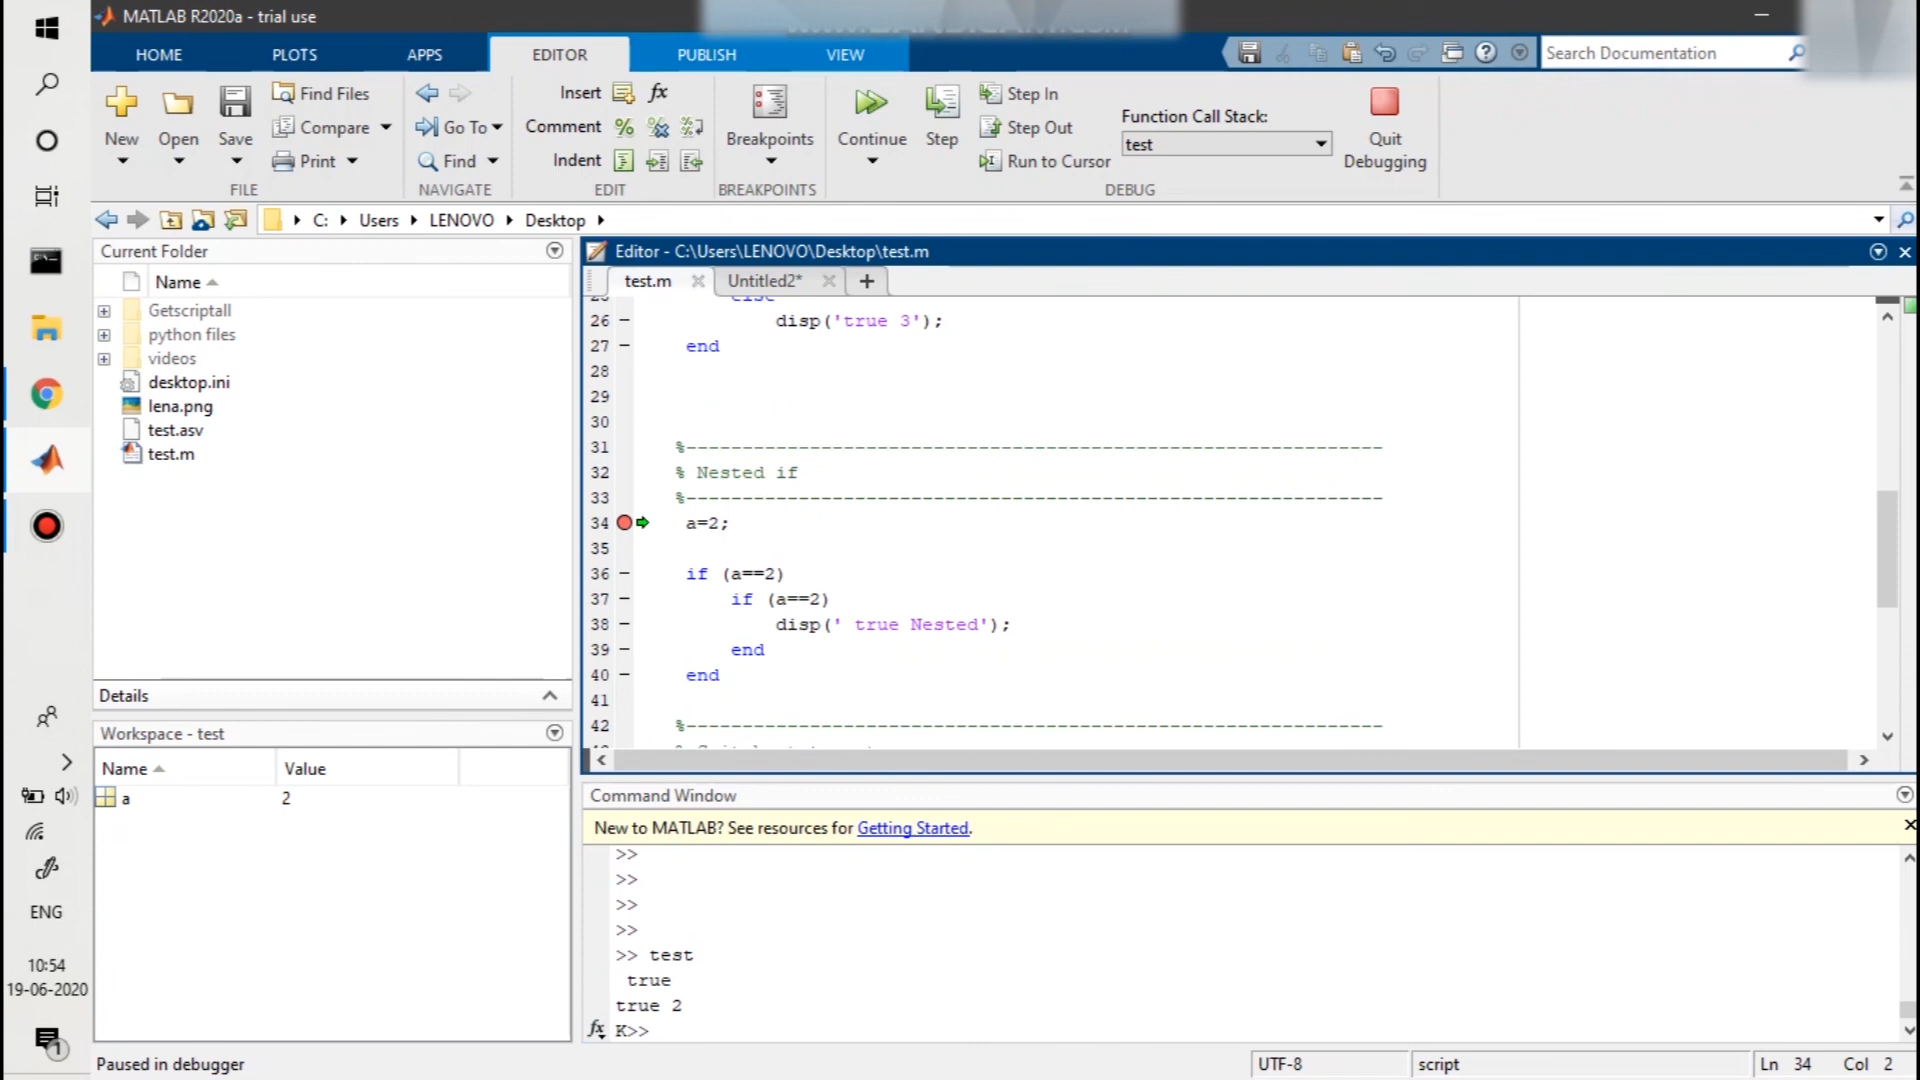 MATLAB R2020a - trial use
HOME PLOTS APPS EDITOR PUBLISH VIEW
Search Documentation
New Open Save
Find Files
Compare
Print
FILE
Go To
Find
NAVIGATE
Insert
fx
Comment
Indent
EDIT
Breakpoints
BREAKPOINTS
Continue
Step
Step In
Step Out
Run to Cursor
Function Call Stack:
test
DEBUG
Quit
Debugging
C: Users LENOVO Desktop
Current Folder
Name
Getscriptall
python files
videos
desktop.ini
lena.png
test.asv
test.m
Details
Workspace - test
Name Value
a 2
Editor - C:\Users\LENOVO\Desktop\test.m
test.m Untitled2*
else
26 - disp('true 3');
27 - end
28
29
30
31 %--------------------------------------------------------------
32 % Nested if
33 %--------------------------------------------------------------
34 a=2;
35
36 - if (a==2)
37 - if (a==2)
38 - disp(' true Nested');
39 - end
40 - end
41
42 %--------------------------------------------------------------
Command Window
New to MATLAB? See resources for Getting Started.
>>
>>
>>
>>
>> test
true
true 2
fx K>>
ENG
10:54
19-06-2020
1
Paused in debugger
UTF-8
script
Ln 34 Col 2